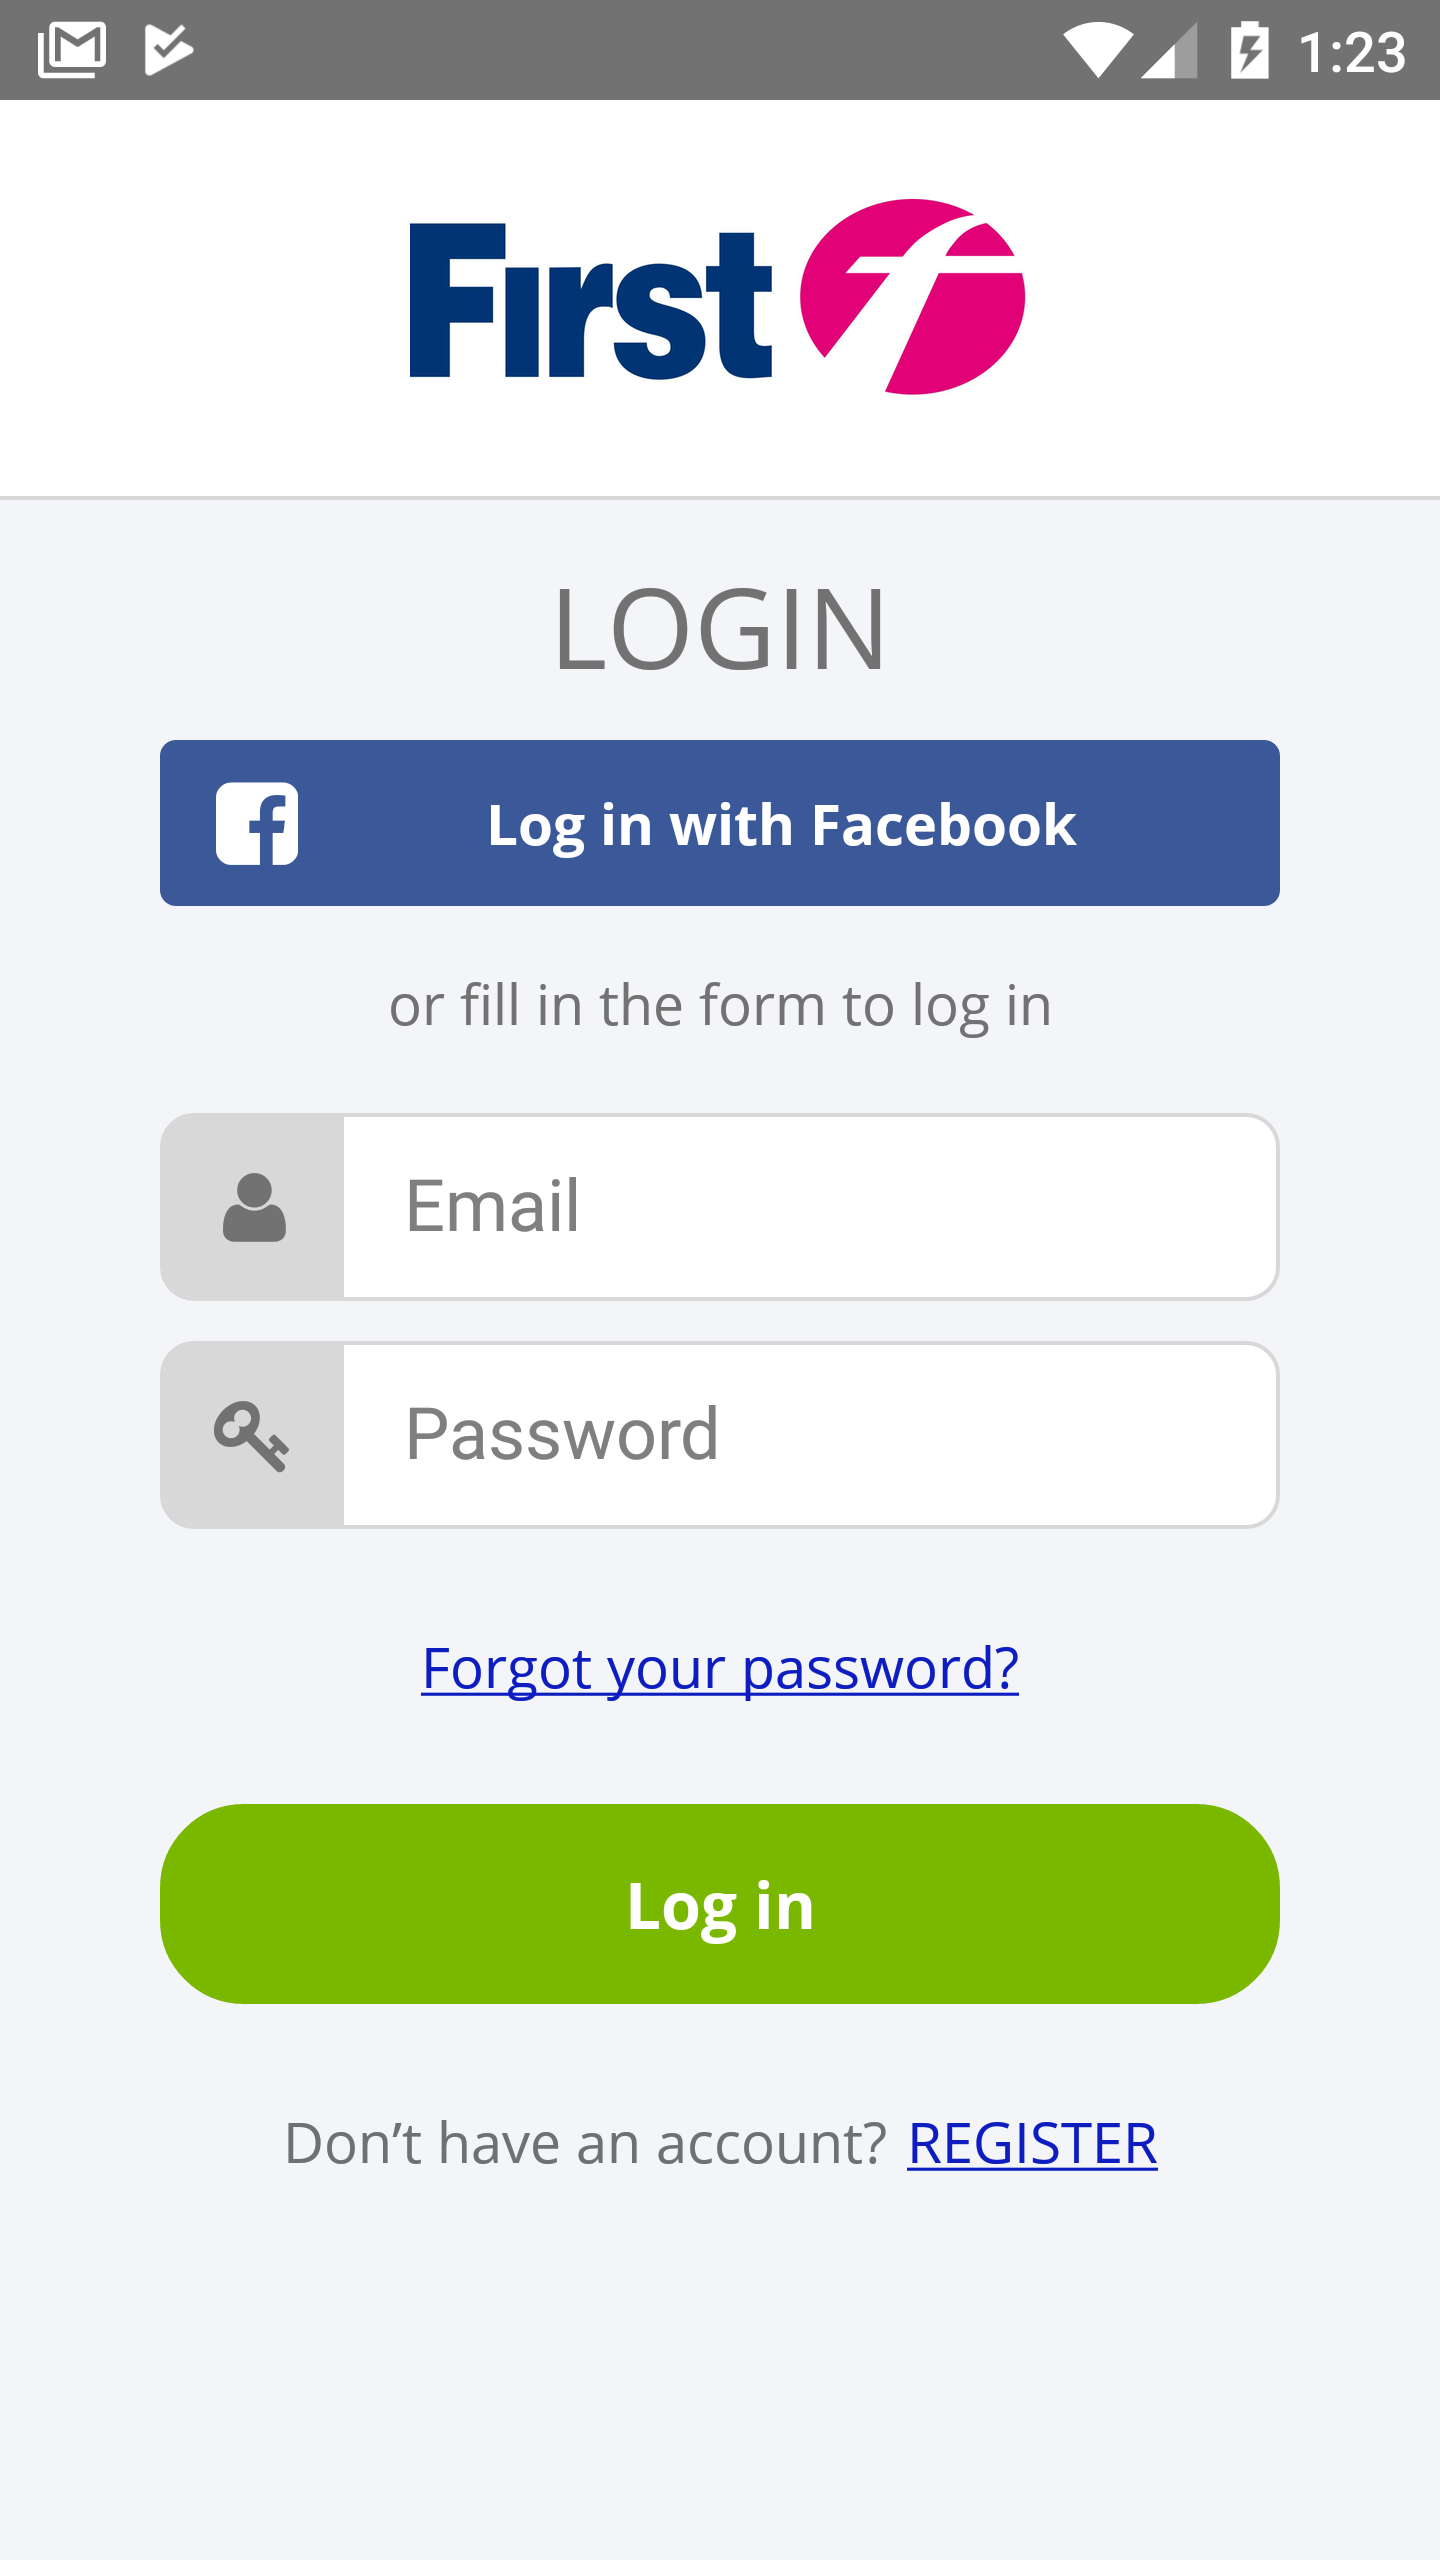 1:23
First
LOGIN
Log in with Facebook
or fill in the form to log in
Email
Password
Forgot your password?
Log in
Don’t have an account? REGISTER